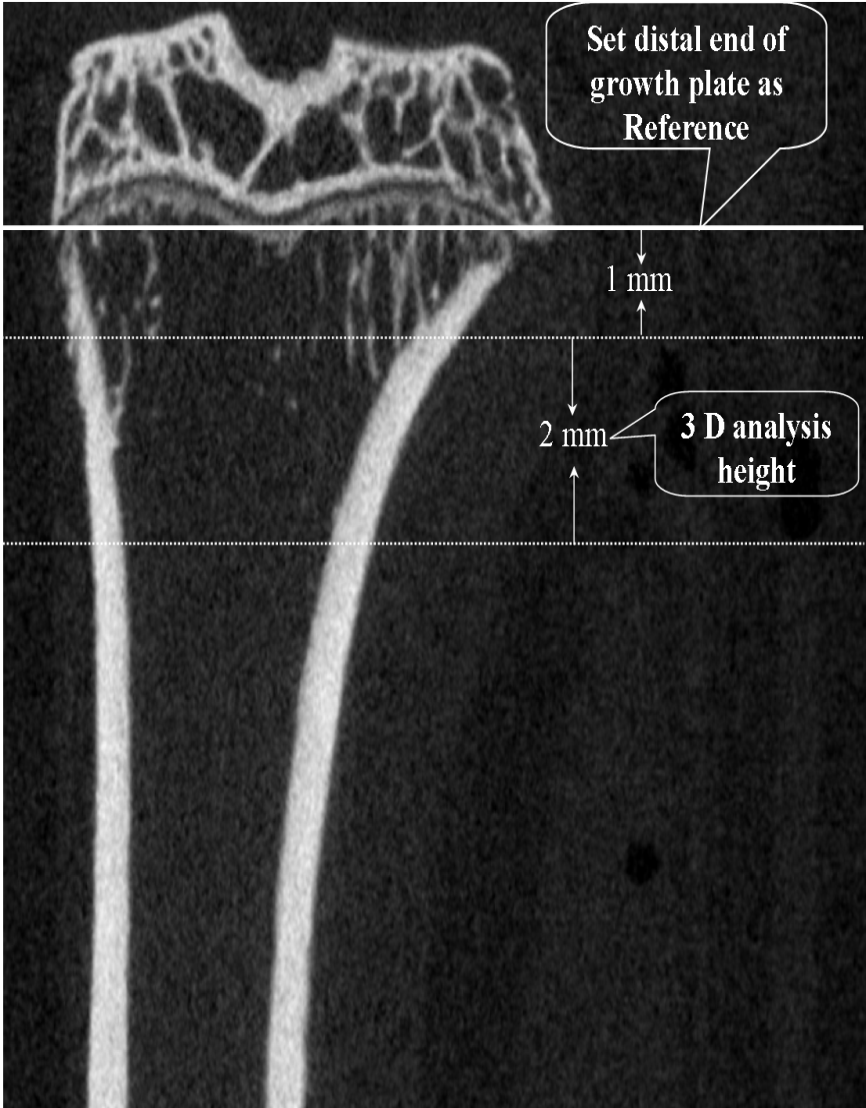 Set distal end of
growth plate as
Reference
1 mm
2 mm
3 D analysis
height